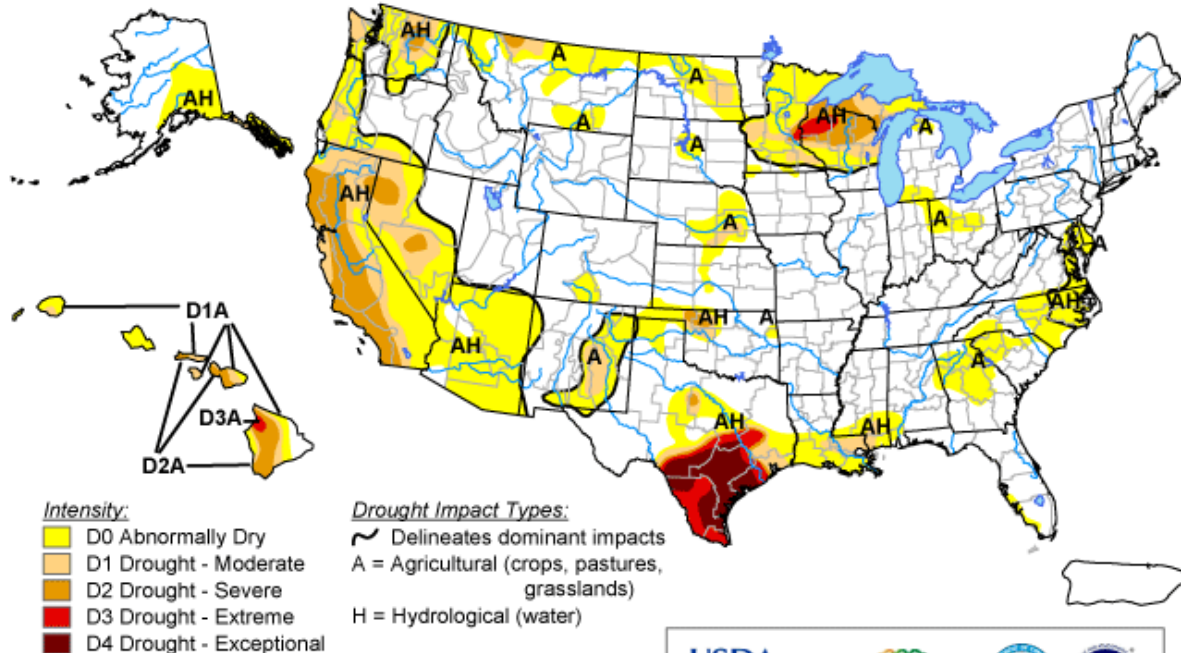 AH
AH
A
A
AH
A
A
A
AH
A
A
A
A
AH
D1A
AH
AH
A
A
A
D3A
AH
AH
D2A
Intensity:
D0 Abnormally Dry
D1 Drought - Moderate
D2 Drought - Severe
D3 Drought - Extreme
D4 Drought - Exceptional
Drought Impact Types:
Delineates dominant impacts
A = Agricultural (crops, pastures,
grasslands)
H = Hydrological (water)
USDA